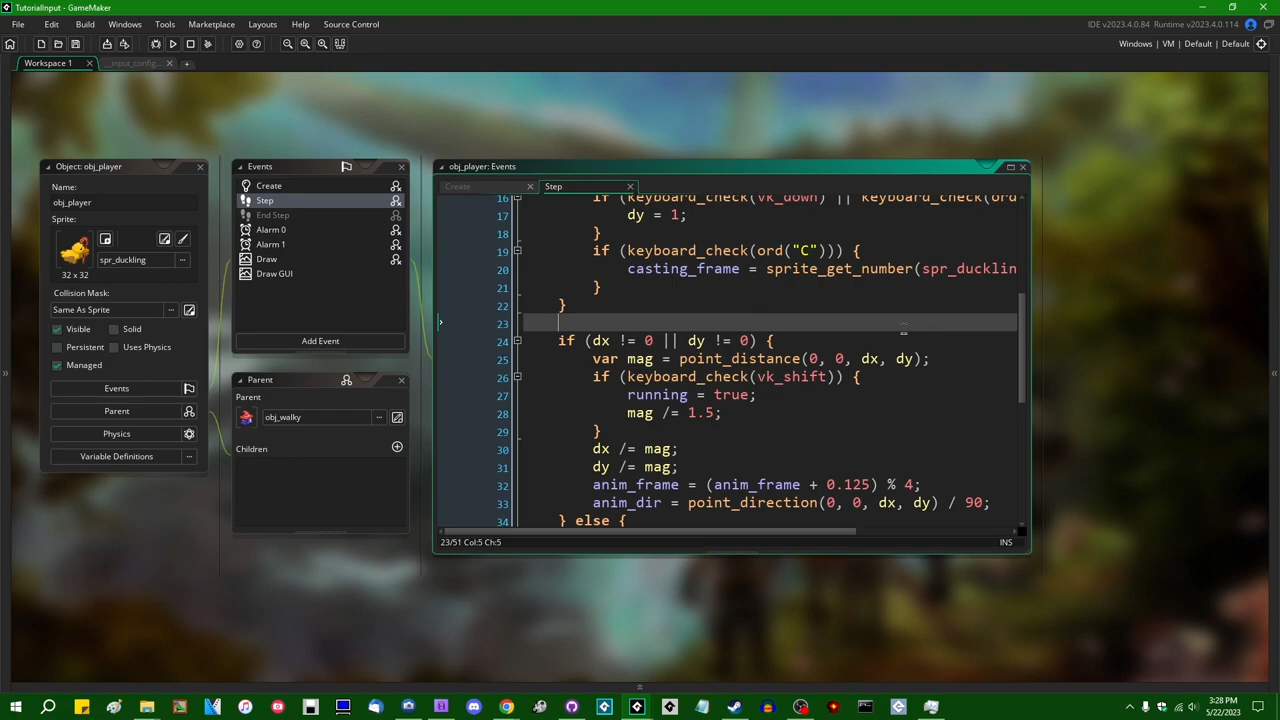 TutorialInput - GameMaker
File Edit Build Windows Tools Marketplace Layouts Help Source Control
IDE v2023.4.0.84 Runtime v2023.4.0.84
Windows | VM | Default | Default
Workspace 1
__input_config...
Object: obj_player
Name:
obj_player
Sprite:
spr_duckling
32 x 32
Collision Mask:
Same As Sprite
Visible Solid
Persistent Uses Physics
Managed
Events
Parent
Physics
Variable Definitions
Events
Create
Step
End Step
Alarm 0
Alarm 1
Draw
Draw GUI
Add Event
Parent
Parent
obj_walky
Children
obj_player: Events
Create Step
16 if (keyboard_check(vk_down) || keyboard_check(ord
17 dy = 1;
18 }
19 if (keyboard_check(ord("C"))) {
20 casting_frame = sprite_get_number(spr_ducklin
21 }
22 }
23
24 if (dx != 0 || dy != 0) {
25 var mag = point_distance(0, 0, dx, dy);
26 if (keyboard_check(vk_shift)) {
27 running = true;
28 mag /= 1.5;
29 }
30 dx /= mag;
31 dy /= mag;
32 anim_frame = (anim_frame + 0.125) % 4;
33 anim_dir = point_direction(0, 0, dx, dy) / 90;
34 } else {
23/51 Col:5 Ch:5 INS
3:28 PM
5/22/2023